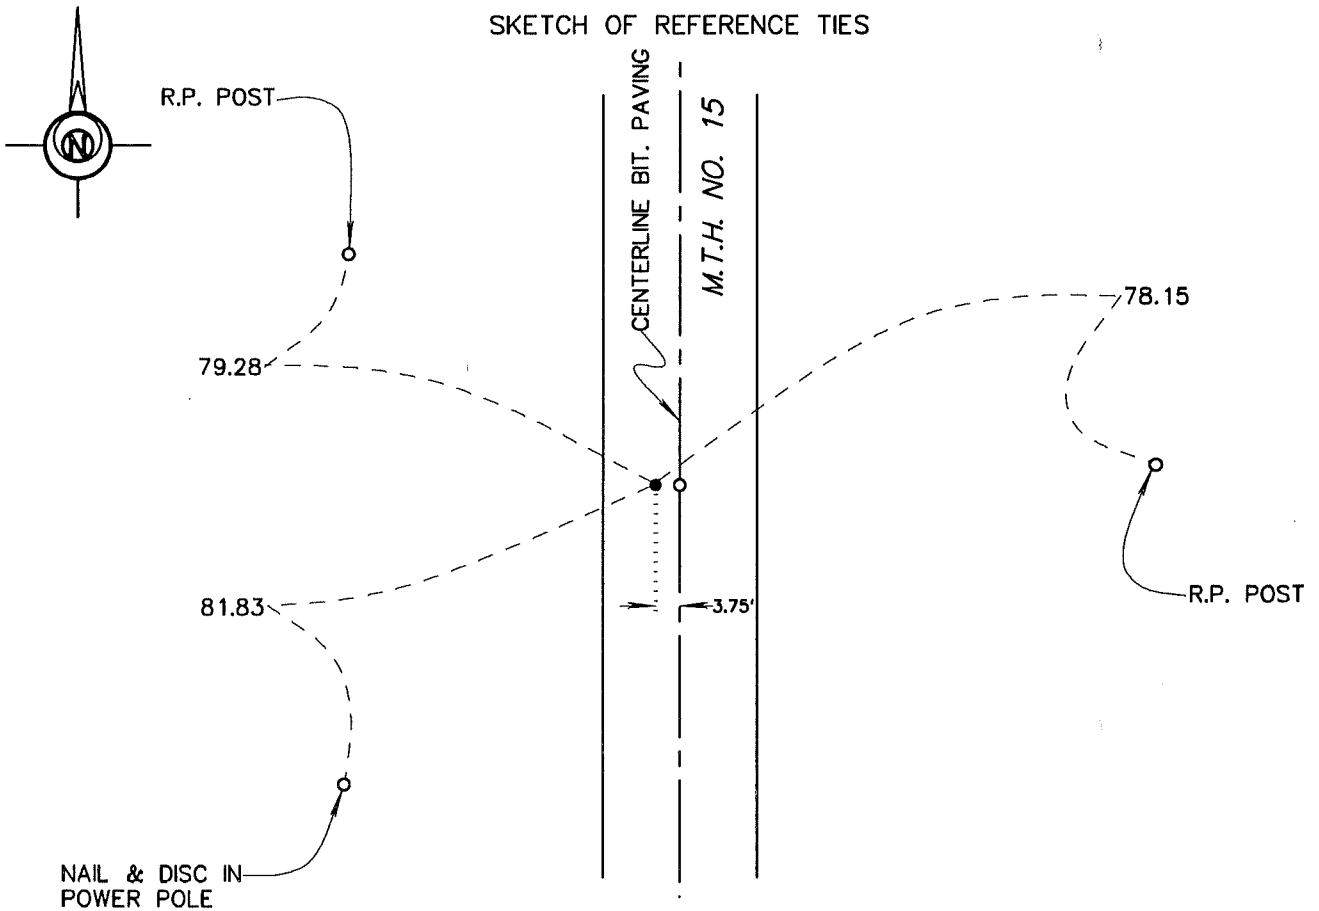 SKETCH OF REFERENCE TIES
N
R.P. POST
CENTERLINE BIT. PAVING
M.T.H. NO. 15
78.15
79.28
81.83
3.75'
R.P. POST
NAIL & DISC IN
POWER POLE